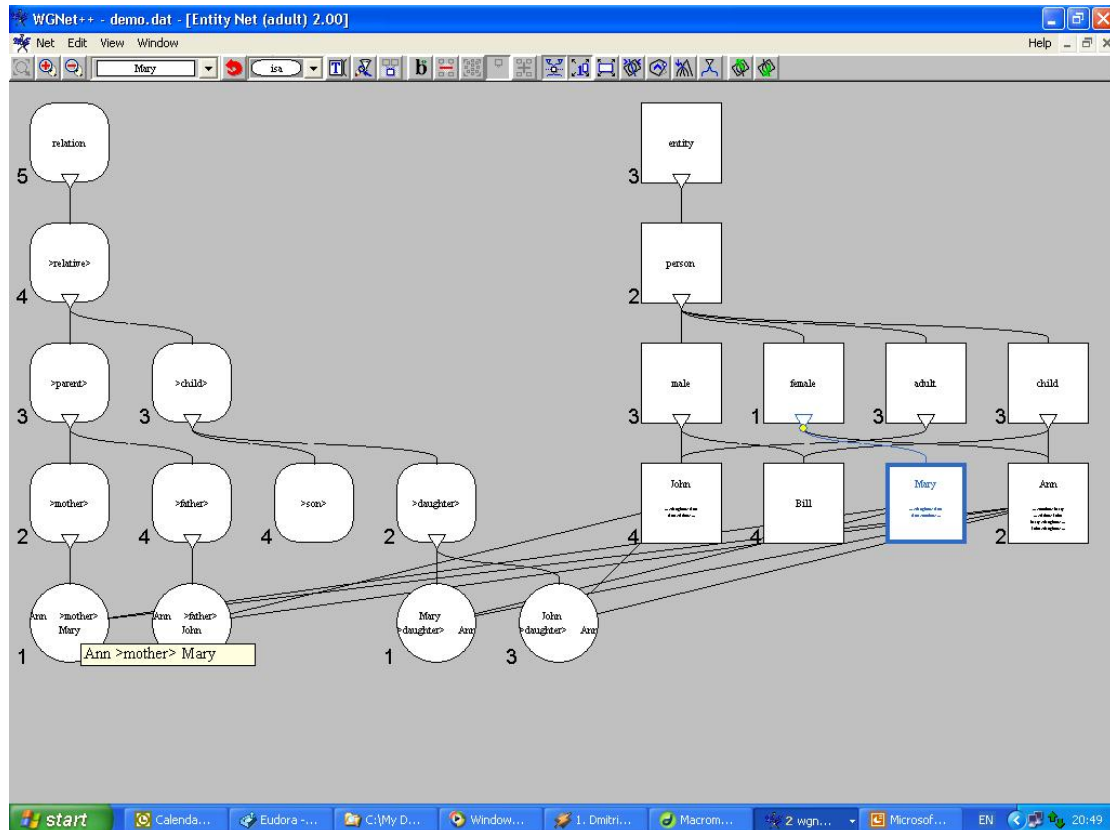 WGNet++ - demo.dat - [Entity Net (adult) 2.00]
Net Edit View Window Help
Mary isa
relation entity
5 3
>relative> person
4 2
>parent> >child> male female adult child
3 3 3 1 3 3
>mother> >father> >son> >daughter> John Bill Mary Ann
2 4 4 2 4 4 2
Ann >mother> Mary
Ann >father> John
Mary >daughter> Ann
John >daughter> Ann
1 Ann >mother> Mary 1 3
start Calenda... Eudora -... C:\My D... Window... 1. Dmitri... Macrom... 2 wgn... Microsof... EN 20:49